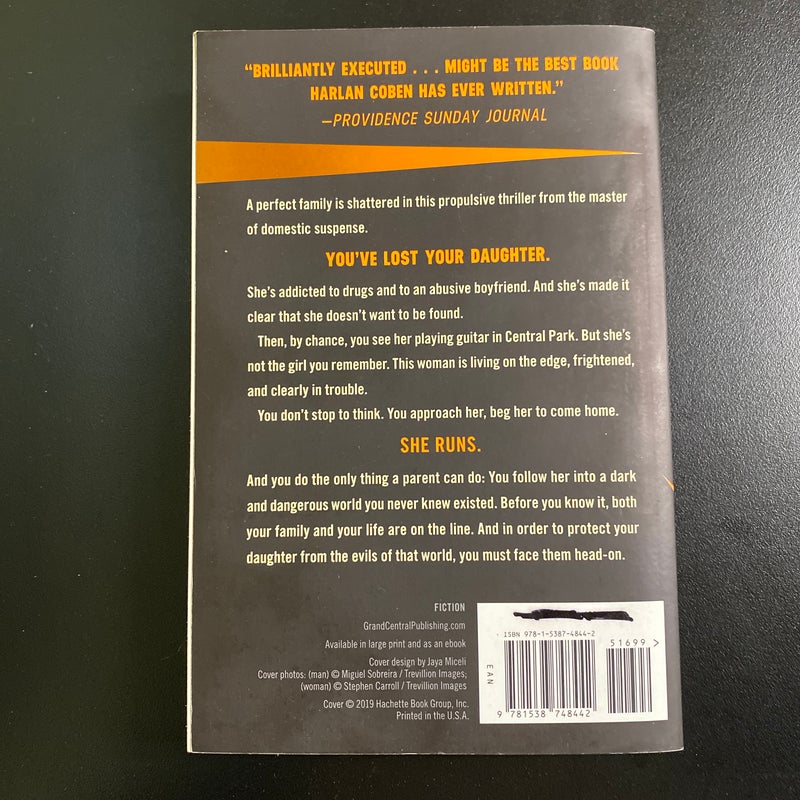 “BRILLIANTLY EXECUTED . . . MIGHT BE THE BEST BOOK
HARLAN COBEN HAS EVER WRITTEN.”
—PROVIDENCE SUNDAY JOURNAL
A perfect family is shattered in this propulsive thriller from the master
of domestic suspense.
YOU’VE LOST YOUR DAUGHTER.
She’s addicted to drugs and to an abusive boyfriend. And she’s made it
clear that she doesn’t want to be found.
Then, by chance, you see her playing guitar in Central Park. But she’s
not the girl you remember. This woman is living on the edge, frightened,
and clearly in trouble.
You don’t stop to think. You approach her, beg her to come home.
SHE RUNS.
And you do the only thing a parent can do: You follow her into a dark
and dangerous world you never knew existed. Before you know it, both
your family and your life are on the line. And in order to protect your
daughter from the evils of that world, you must face them head-on.
FICTION
GrandCentralPublishing.com
Available in large print and as an ebook
Cover design by Jaya Miceli
Cover photos: (man) © Miguel Sobreira / Trevillion Images;
(woman) © Stephen Carroll / Trevillion Images
Cover © 2019 Hachette Book Group, Inc.
Printed in the U.S.A.
ISBN 978-1-5387-4844-2
51699 >
EAN
9 781538 748442